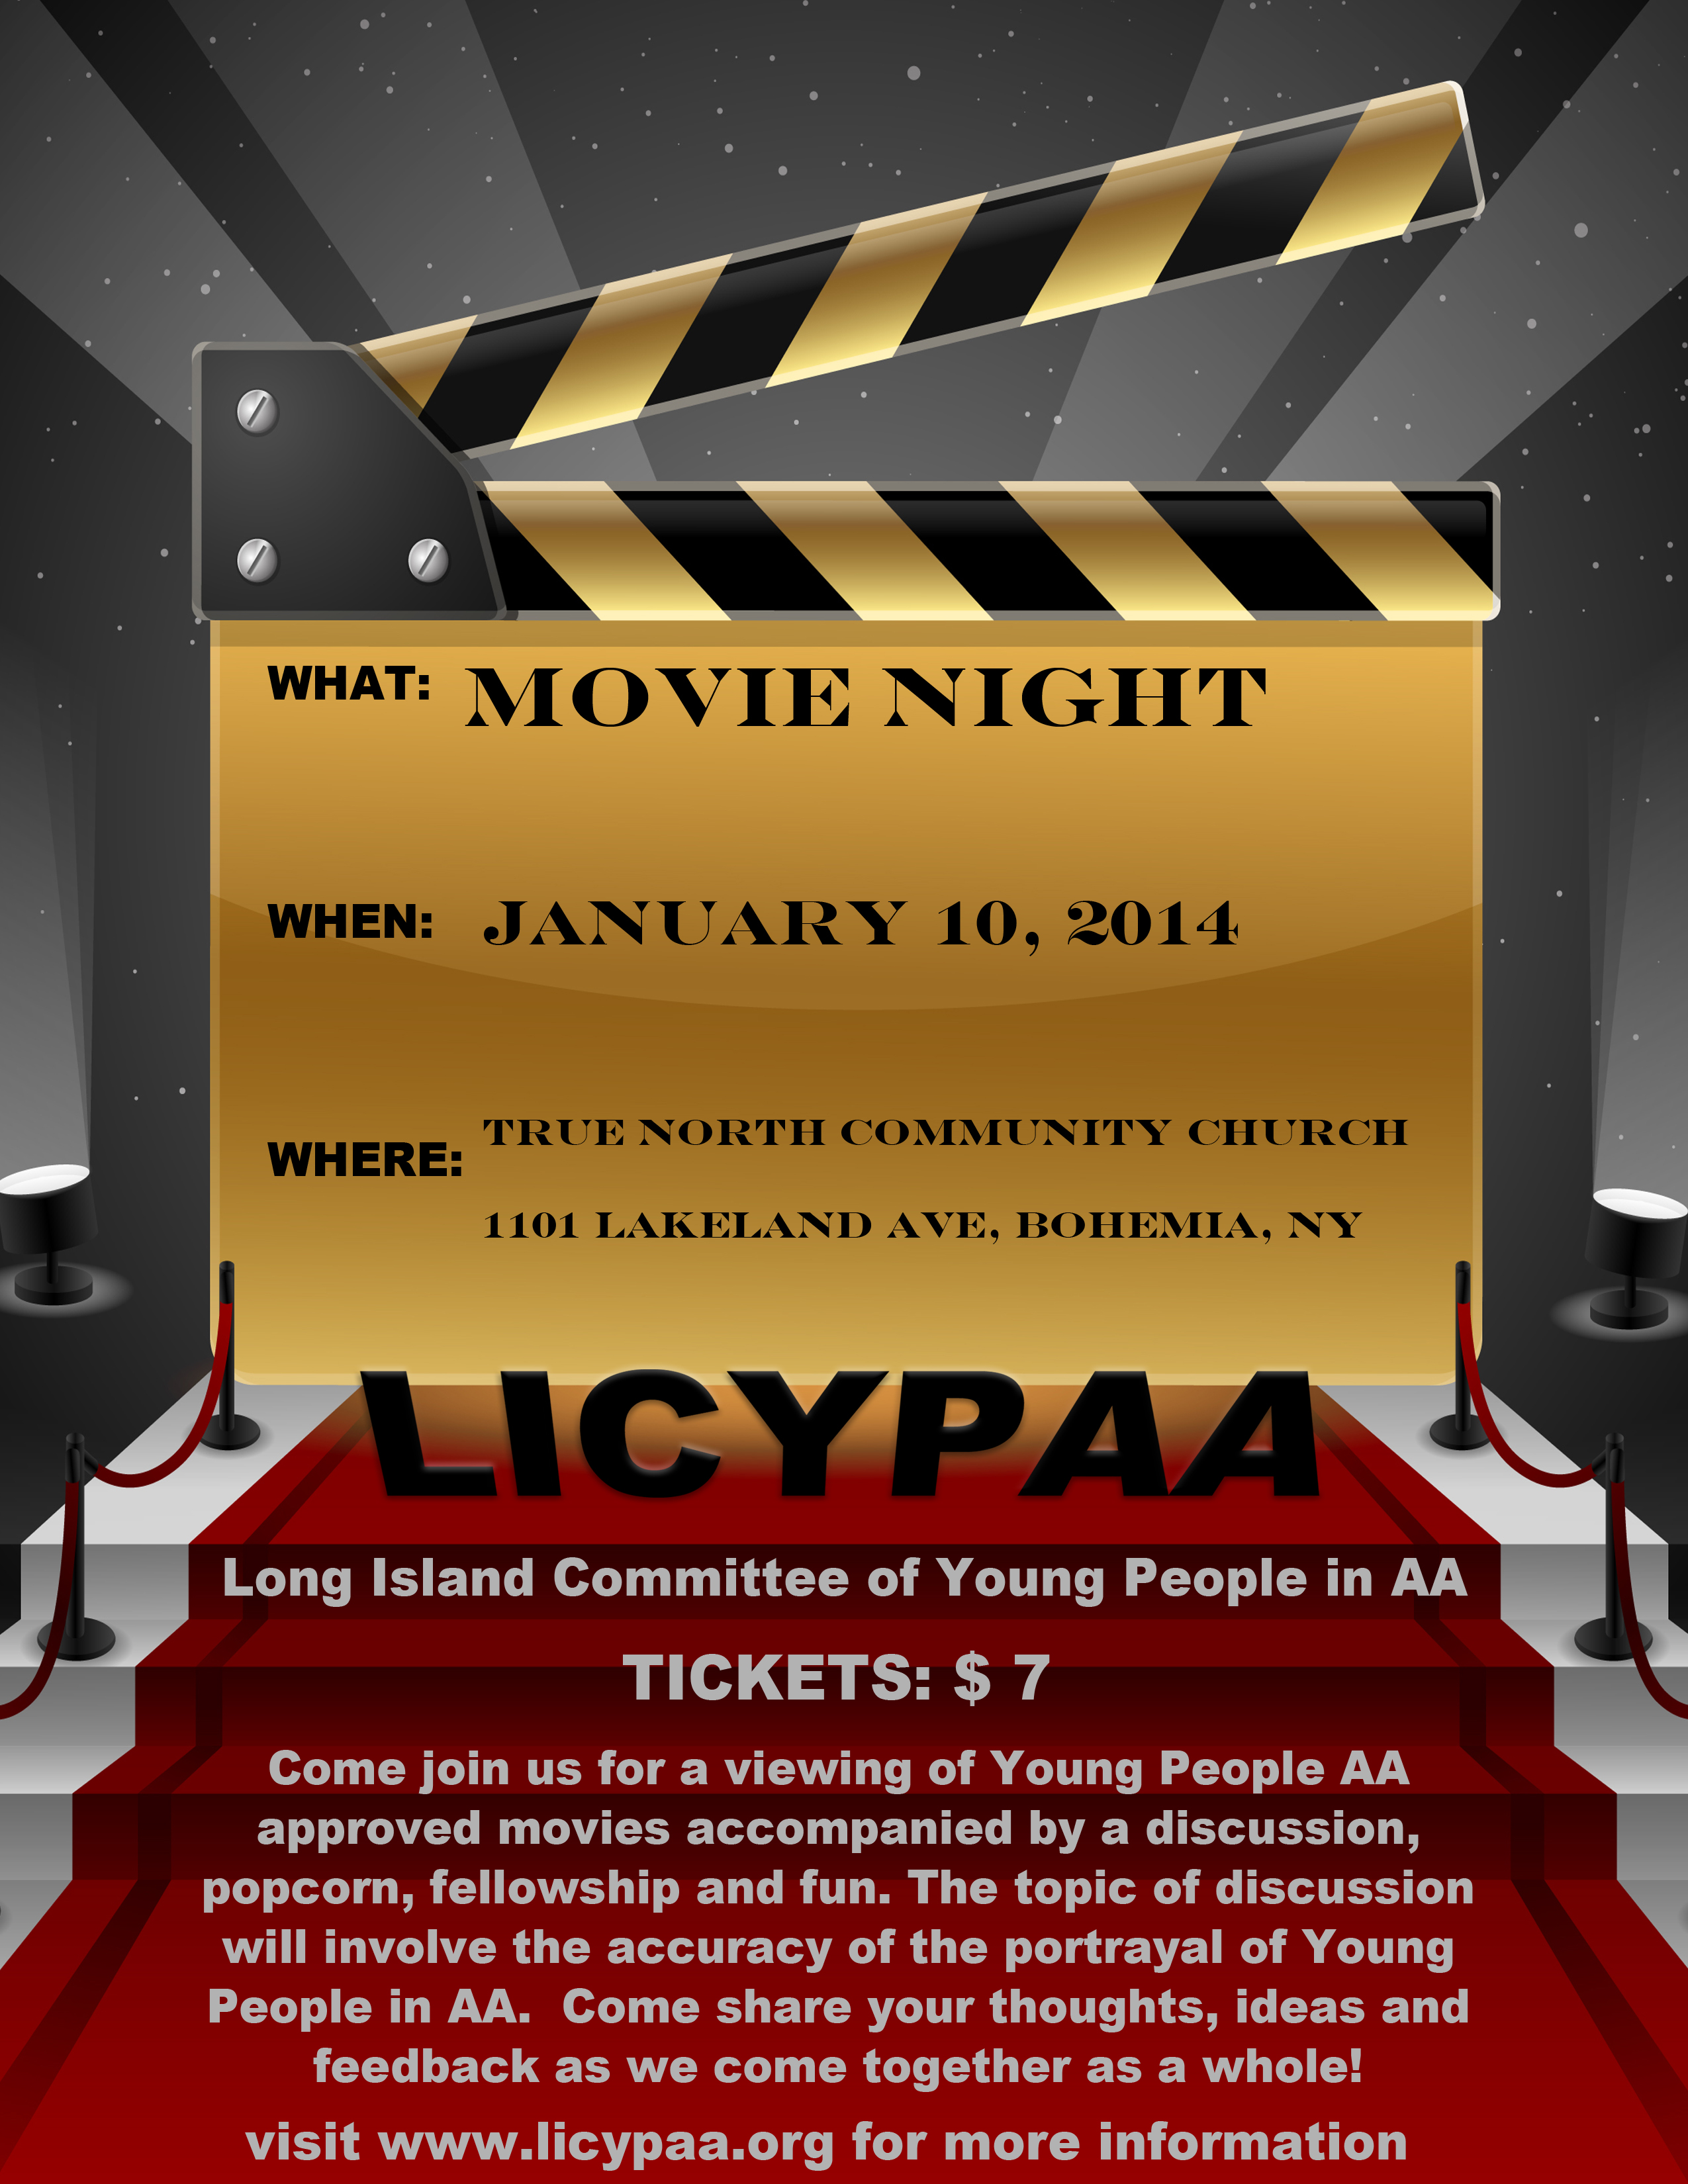 WHAT: MOVIE NIGHT
WHEN: JANUARY 10, 2014
WHERE: TRUE NORTH COMMUNITY CHURCH
1101 LAKELAND AVE, BOHEMIA, NY
LICYPAA
Long Island Committee of Young People in AA
TICKETS: $ 7
Come join us for a viewing of Young People AA
approved movies accompanied by a discussion,
popcorn, fellowship and fun. The topic of discussion
will involve the accuracy of the portrayal of Young
People in AA.  Come share your thoughts, ideas and
feedback as we come together as a whole!
visit www.licypaa.org for more information